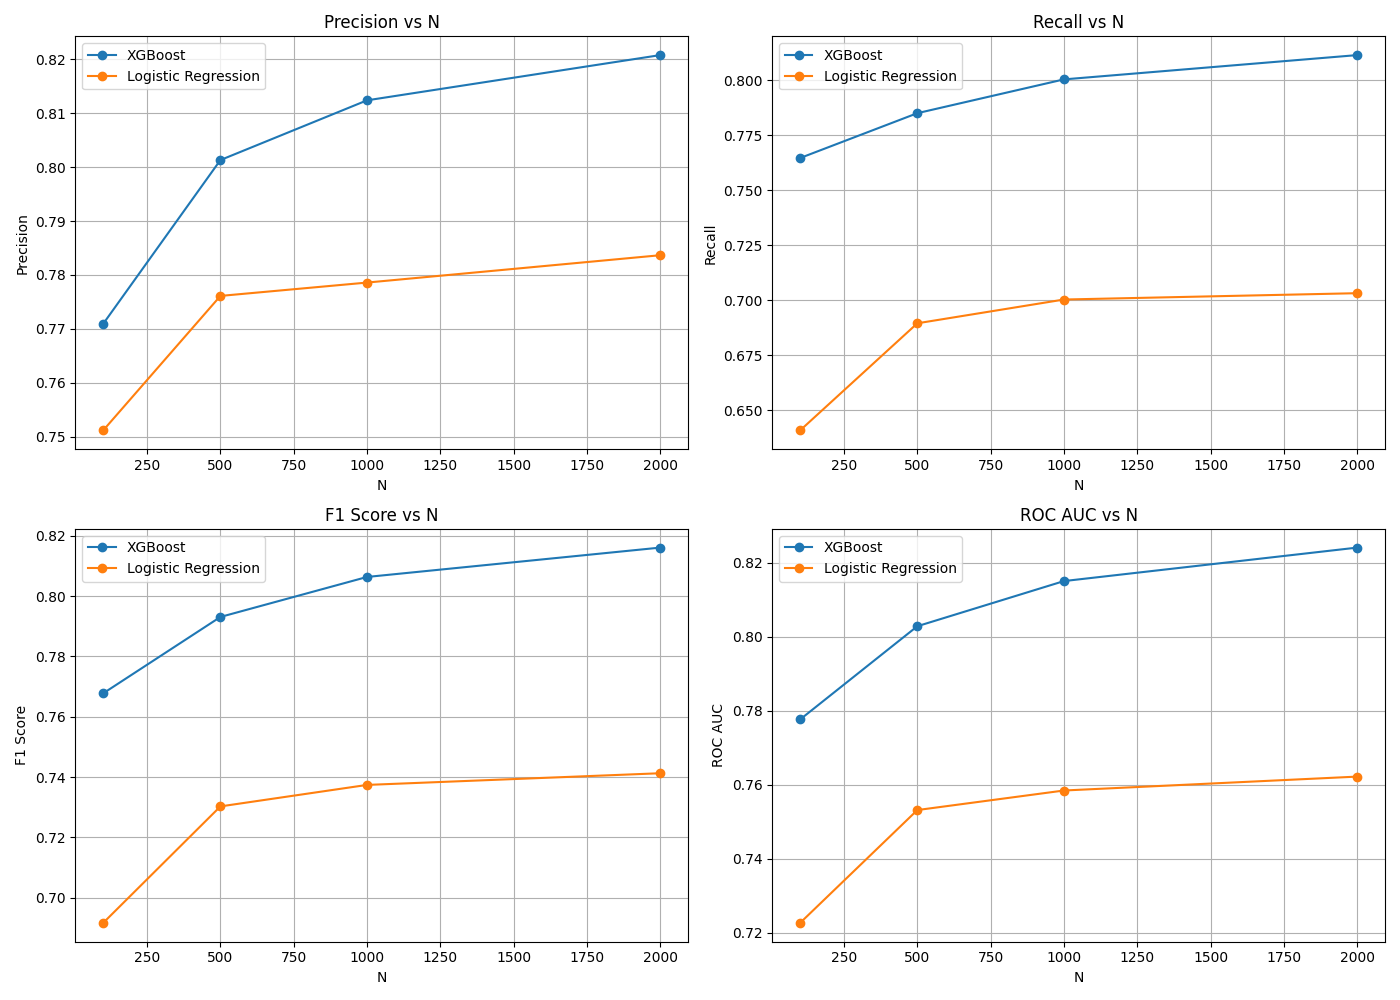 Precision vs N
XGBoost
Logistic Regression
0.82
0.81
0.80
0.79
0.78
0.77
0.76
0.75
Precision
250 500 750 1000 1250 1500 1750 2000
N
Recall vs N
XGBoost
Logistic Regression
0.800
0.775
0.750
0.725
0.700
0.675
0.650
Recall
250 500 750 1000 1250 1500 1750 2000
N
F1 Score vs N
XGBoost
Logistic Regression
0.82
0.80
0.78
0.76
0.74
0.72
0.70
F1 Score
250 500 750 1000 1250 1500 1750 2000
N
ROC AUC vs N
XGBoost
Logistic Regression
0.82
0.80
0.78
0.76
0.74
0.72
ROC AUC
250 500 750 1000 1250 1500 1750 2000
N